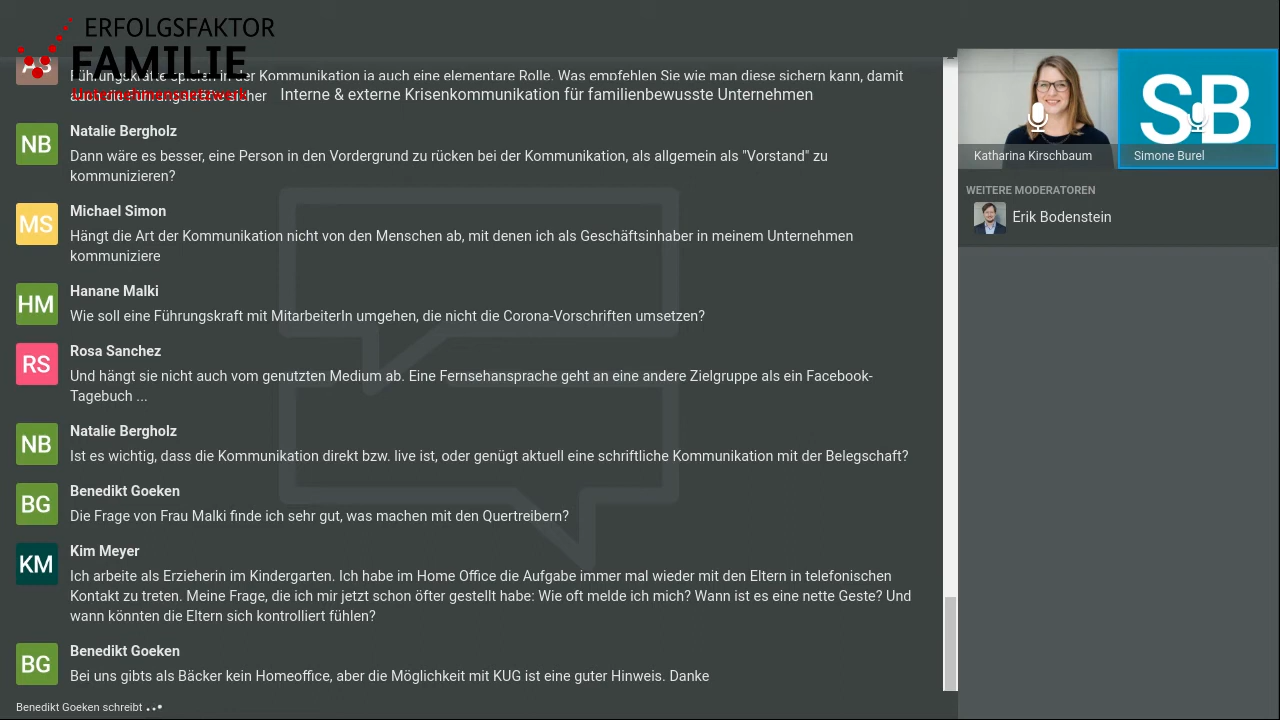 ERFOLGSFAKTOR
FAMILIE
Führungskräfte spielen in der Kommunikation ja auch eine elementare Rolle. Was empfehlen Sie wie man diese sichern kann, damit
auch die Führungskräfte sicher
Interne & externe Krisenkommunikation für familienbewusste Unternehmen
NB
Natalie Bergholz
Dann wäre es besser, eine Person in den Vordergrund zu rücken bei der Kommunikation, als allgemein als "Vorstand" zu
kommunizieren?
MS
Michael Simon
Hängt die Art der Kommunikation nicht von den Menschen ab, mit denen ich als Geschäftsinhaber in meinem Unternehmen
kommuniziere
HM
Hanane Malki
Wie soll eine Führungskraft mit MitarbeiterIn umgehen, die nicht die Corona-Vorschriften umsetzen?
RS
Rosa Sanchez
Und hängt sie nicht auch vom genutzten Medium ab. Eine Fernsehansprache geht an eine andere Zielgruppe als ein Facebook-
Tagebuch ...
NB
Natalie Bergholz
Ist es wichtig, dass die Kommunikation direkt bzw. live ist, oder genügt aktuell eine schriftliche Kommunikation mit der Belegschaft?
BG
Benedikt Goeken
Die Frage von Frau Malki finde ich sehr gut, was machen mit den Quertreibern?
KM
Kim Meyer
Ich arbeite als Erzieherin im Kindergarten. Ich habe im Home Office die Aufgabe immer mal wieder mit den Eltern in telefonischen
Kontakt zu treten. Meine Frage, die ich mir jetzt schon öfter gestellt habe: Wie oft melde ich mich? Wann ist es eine nette Geste? Und
wann könnten die Eltern sich kontrolliert fühlen?
BG
Benedikt Goeken
Bei uns gibts als Bäcker kein Homeoffice, aber die Möglichkeit mit KUG ist eine guter Hinweis. Danke
Benedikt Goeken schreibt
Katharina Kirschbaum
SB
Simone Burel
WEITERE MODERATOREN
Erik Bodenstein